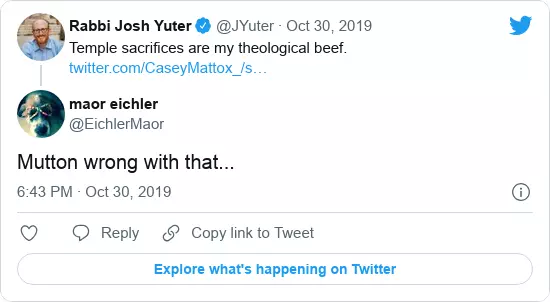 Rabbi Josh Yuter @JYuter · Oct 30, 2019
Temple sacrifices are my theological beef.
twitter.com/CaseyMattox_/s…
maor eichler
@EichlerMaor
Mutton wrong with that...
6:43 PM · Oct 30, 2019
Reply
Copy link to Tweet
Explore what's happening on Twitter